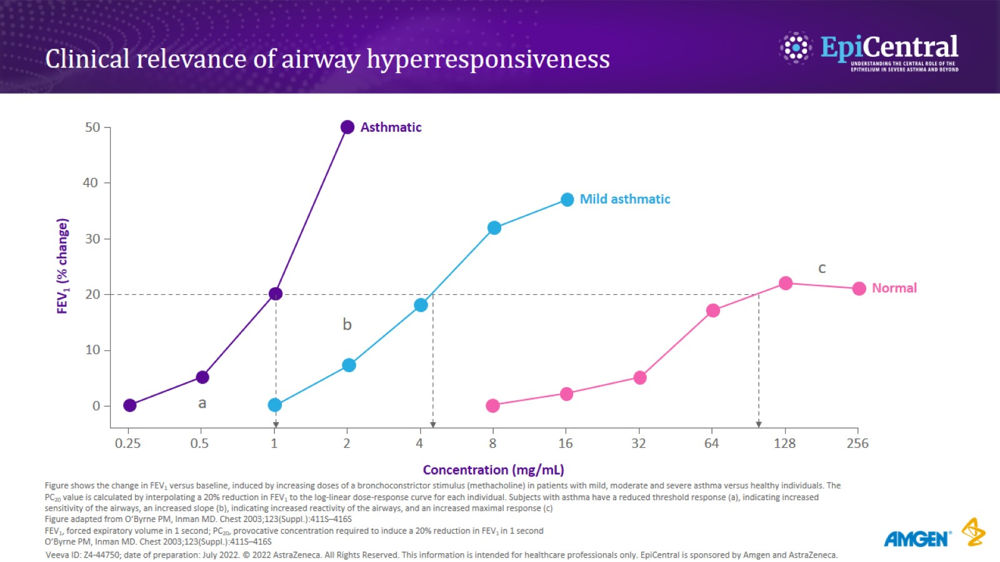 Clinical relevance of airway hyperresponsiveness
EpiCentral
UNDERSTANDING THE CENTRAL ROLE OF THE
EPITHELIUM IN SEVERE ASTHMA AND BEYOND
50
Asthmatic
40
Mild asthmatic
30
c
20
Normal
b
10
a
0
FEV₁ (% change)
0.25 0.5 1 2 4 8 16 32 64 128 256
Concentration (mg/mL)
Figure shows the change in FEV₁ versus baseline, induced by increasing doses of a bronchoconstrictor stimulus (methacholine) in patients with mild, moderate and severe asthma versus healthy individuals. The
PC₂₀ value is calculated by interpolating a 20% reduction in FEV₁ to the log-linear dose-response curve for each individual. Subjects with asthma have a reduced threshold response (a), indicating increased
sensitivity of the airways, an increased slope (b), indicating increased reactivity of the airways, and an increased maximal response (c)
Figure adapted from O’Byrne PM, Inman MD. Chest 2003;123(Suppl.):411S–416S
FEV₁, forced expiratory volume in 1 second; PC₂₀, provocative concentration required to induce a 20% reduction in FEV₁ in 1 second
O’Byrne PM, Inman MD. Chest 2003;123(Suppl.):411S–416S
Veeva ID: Z4-44750; date of preparation: July 2022. © 2022 AstraZeneca. All Rights Reserved. This information is intended for healthcare professionals only. EpiCentral is sponsored by Amgen and AstraZeneca.
AMGEN®